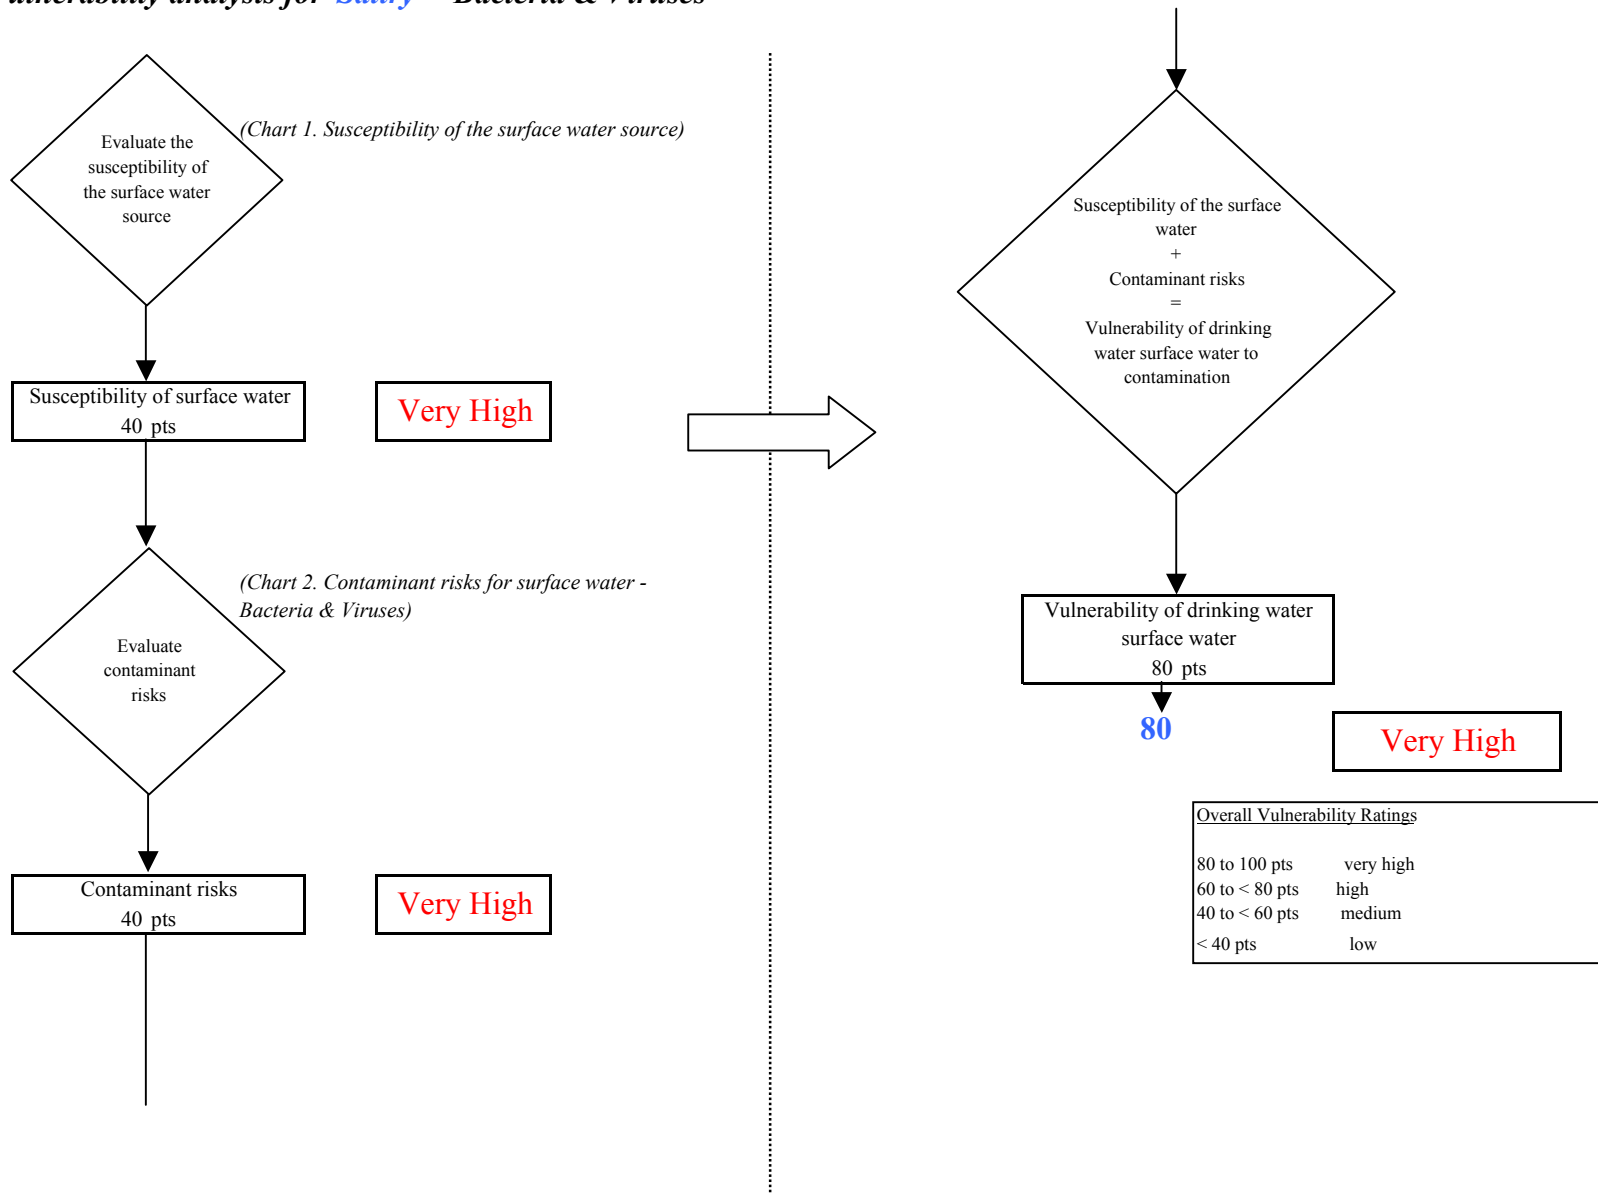 analysis for - Bacteria & Viruses
Evaluate the
susceptibility of
the surface water
source
(Chart 1. Susceptibility of the surface water source)
Susceptibility of surface water
40 pts
Very High
(Chart 2. Contaminant risks for surface water -
Bacteria & Viruses)
Evaluate
contaminant
risks
Contaminant risks
40 pts
Very High
Susceptibility of the surface
water
+
Contaminant risks
=
Vulnerability of drinking
water surface water to
contamination
Vulnerability of drinking water
surface water
80 pts
80
Very High
Overall Vulnerability Ratings
80 to 100 pts very high
60 to < 80 pts high
40 to < 60 pts medium
< 40 pts low